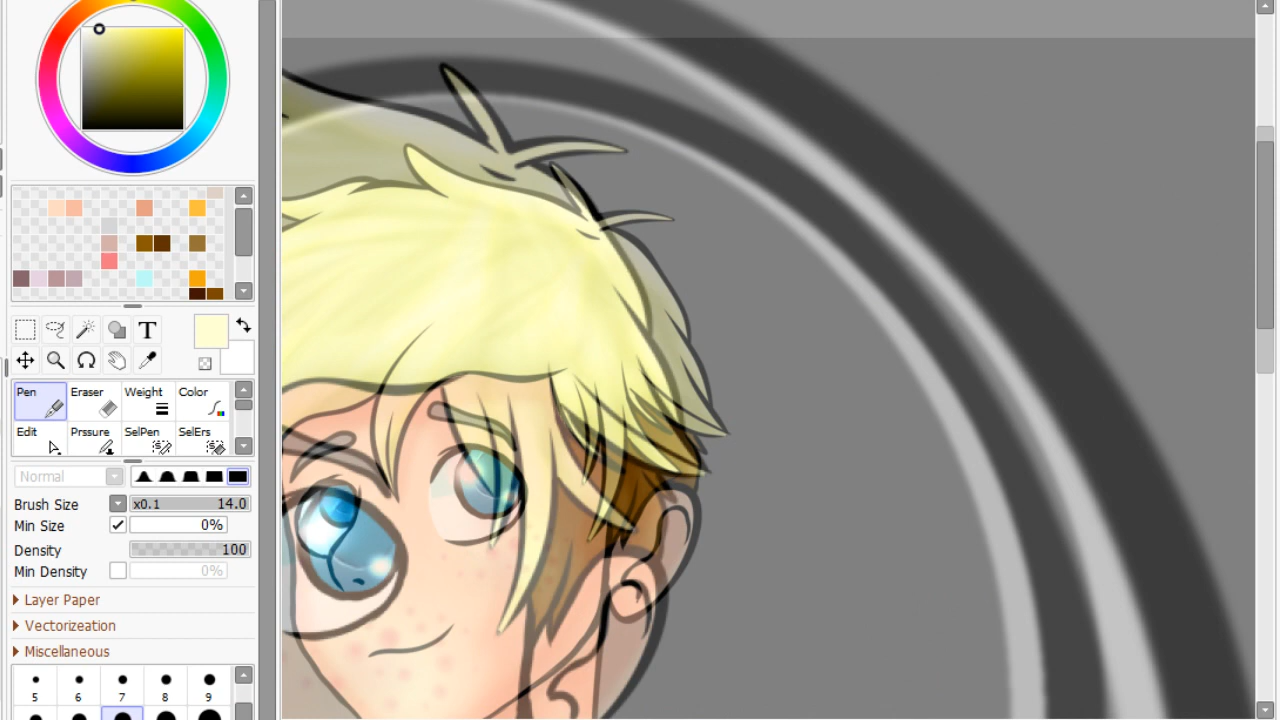 T
Pen Eraser Weight Color
Edit Prssure SelPen SelErs
Normal
Brush Size x0.1 14.0
Min Size 0%
Density 100
Min Density 0%
Layer Paper
Vectorizeation
Miscellaneous
5 6 7 8 9